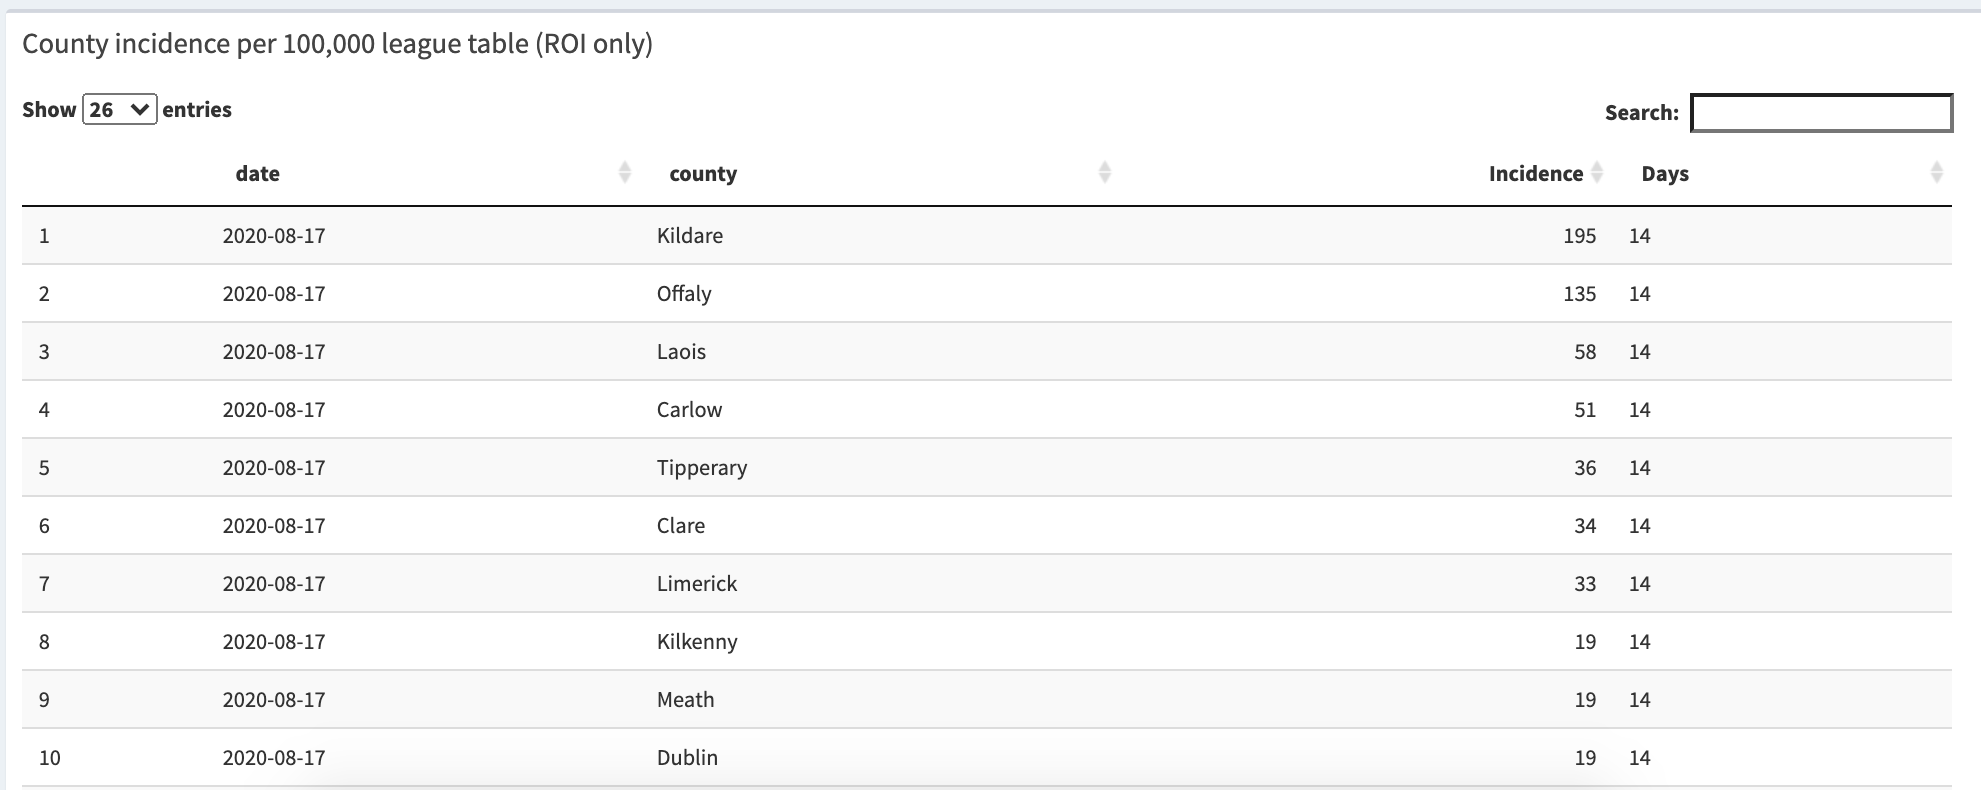 County incidence per 100,000 league table (ROI only)
Show 26 entries Search:
date county Incidence Days
1 2020-08-17 Kildare 195 14
2 2020-08-17 Offaly 135 14
3 2020-08-17 Laois 58 14
4 2020-08-17 Carlow 51 14
5 2020-08-17 Tipperary 36 14
6 2020-08-17 Clare 34 14
7 2020-08-17 Limerick 33 14
8 2020-08-17 Kilkenny 19 14
9 2020-08-17 Meath 19 14
10 2020-08-17 Dublin 19 14